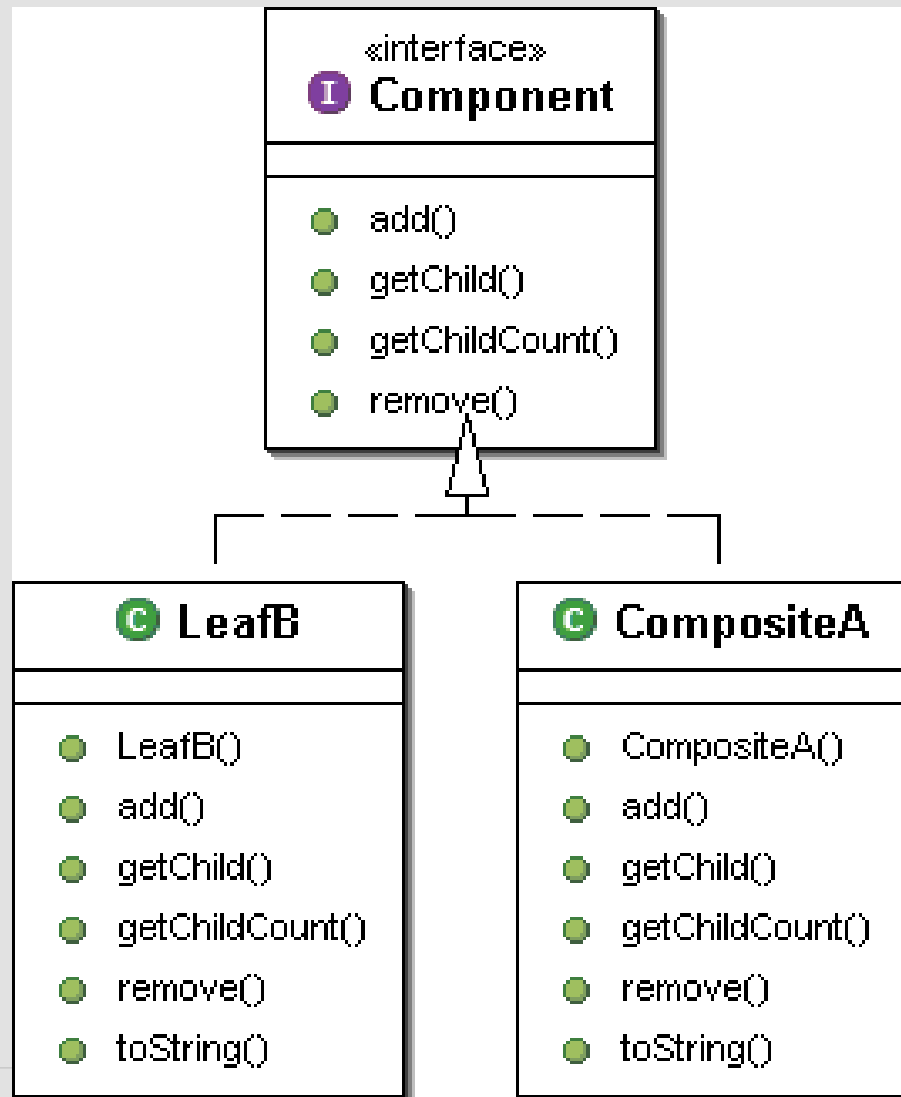 «interface»
I Component
add()
getChild()
getChildCount()
remove()
C LeafB
LeafB()
add()
getChild()
getChildCount()
remove()
toString()
C CompositeA
CompositeA()
add()
getChild()
getChildCount()
remove()
toString()